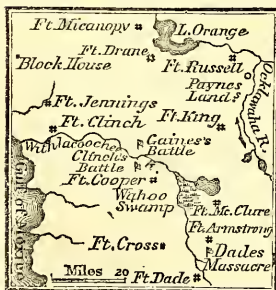 Ft. Micanopy
L. Orange
Ft. Drane
Block House
Ft. Russell
Paynes
Land?
Ocklawaha R.
Ft. Jennings
Ft. Clinch
Ft. King
Withlacoochee
Gaines's
Battle
Clinch's
Battle
Ft. Cooper
Wahoo
Swamp
Gulf of Mexico
Ft. Mc. Clure
Ft. Armstrong
Ft. Cross
Dades
Massacre
Miles 20
Ft. Dade